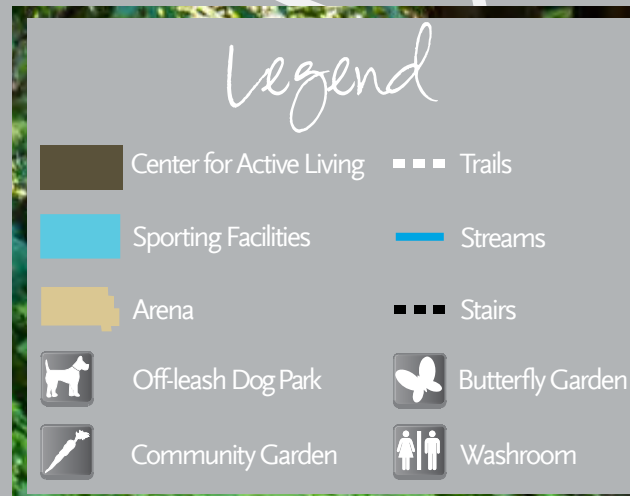 Legend
Center for Active Living
Trails
Sporting Facilities
Streams
Arena
Stairs
Off-leash Dog Park
Butterfly Garden
Community Garden
Washroom